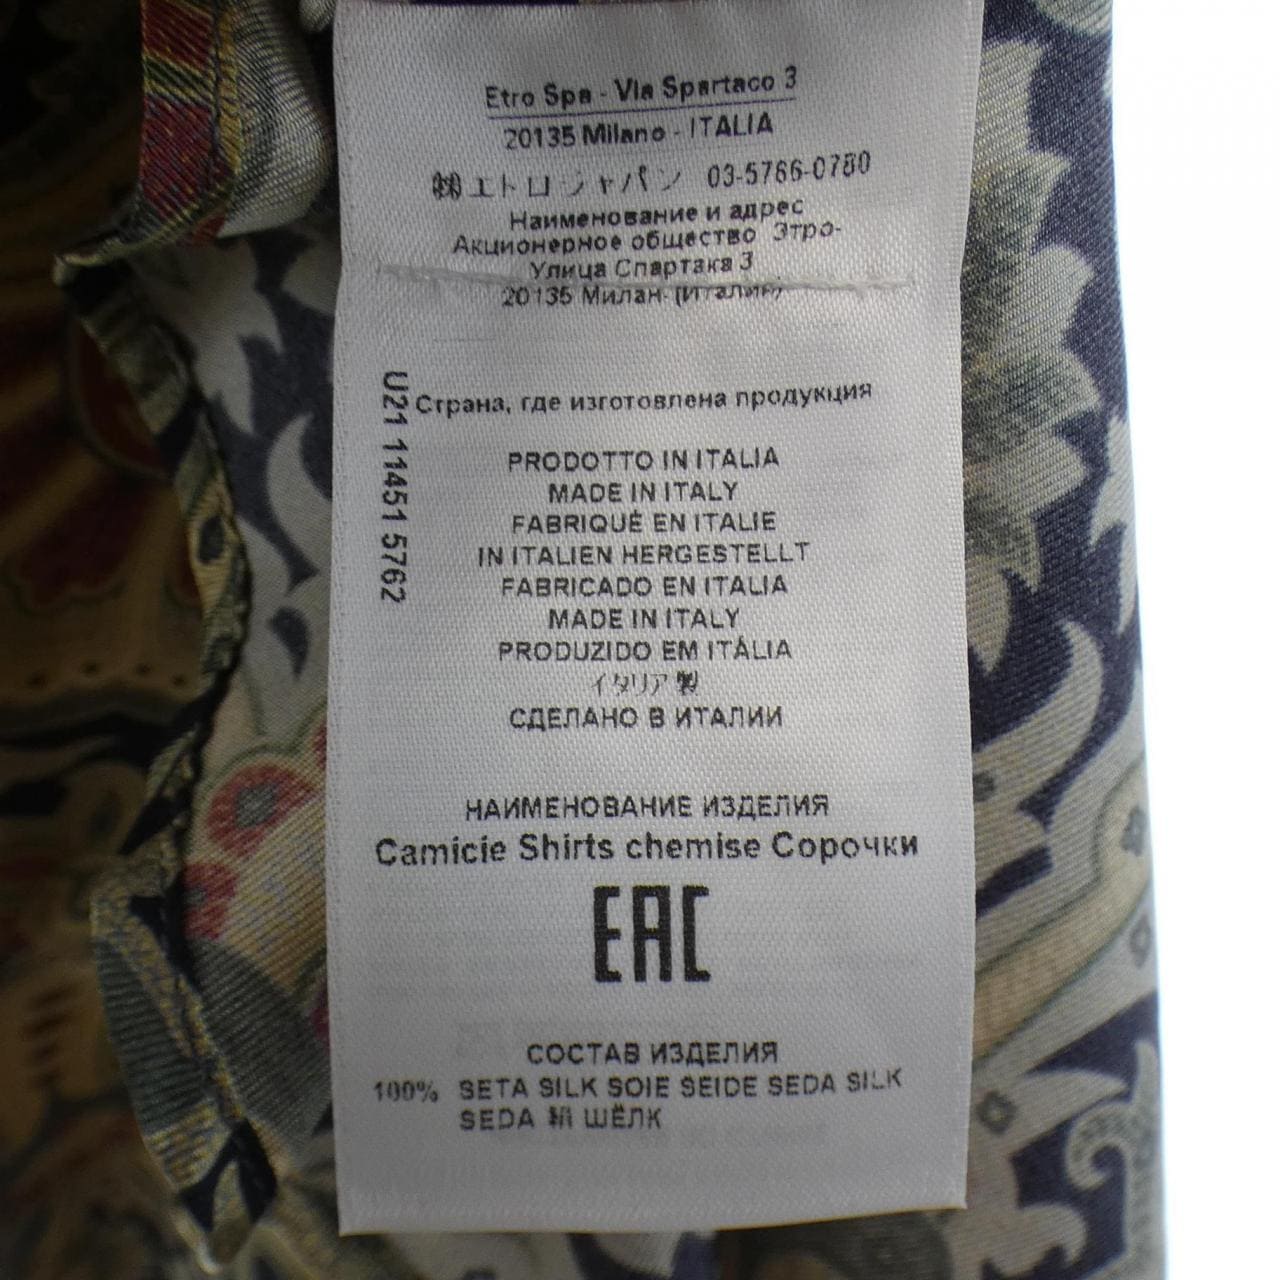 Etro Spa - Via Spartaco 3
20135 Milano - ITALIA
㈱エトロジャパン 03-5766-0780
Наименование и адрес
Акционерное общество Этро-
Улица Спартака 3
20135 Милан- (Италия)
U21 11451 5762
Страна, где изготовлена продукция
PRODOTTO IN ITALIA
MADE IN ITALY
FABRIQUÉ EN ITALIE
IN ITALIEN HERGESTELLT
FABRICADO EN ITALIA
MADE IN ITALY
PRODUZIDO EM ITÁLIA
イタリア製
СДЕЛАНО В ИТАЛИИ
НАИМЕНОВАНИЕ ИЗДЕЛИЯ
Camicie Shirts chemise Сорочки
EAC
СОСТАВ ИЗДЕЛИЯ
100% SETA SILK SOIE SEIDE SEDA SILK
SEDA 絹 ШЁЛК